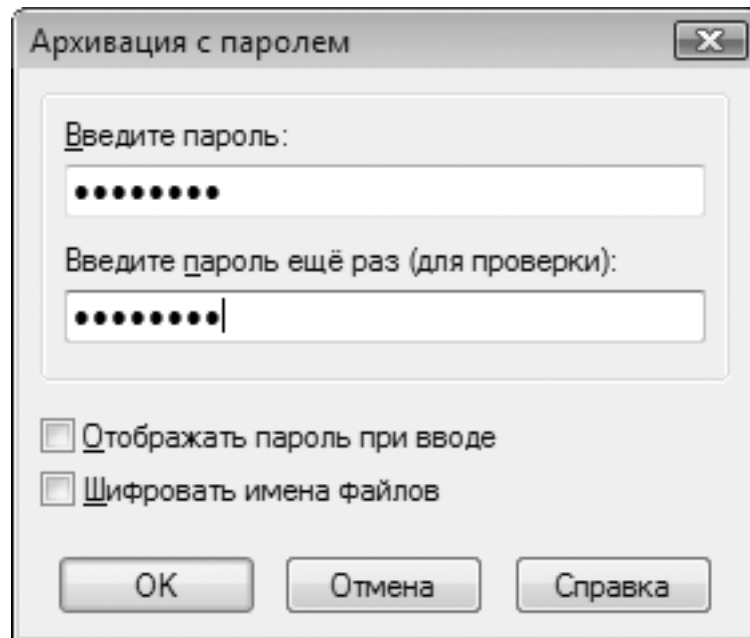 Архивация с паролем
Введите пароль:
●●●●●●●●
Введите пароль ещё раз (для проверки):
●●●●●●●●
Отображать пароль при вводе
Шифровать имена файлов
ОК Отмена Справка